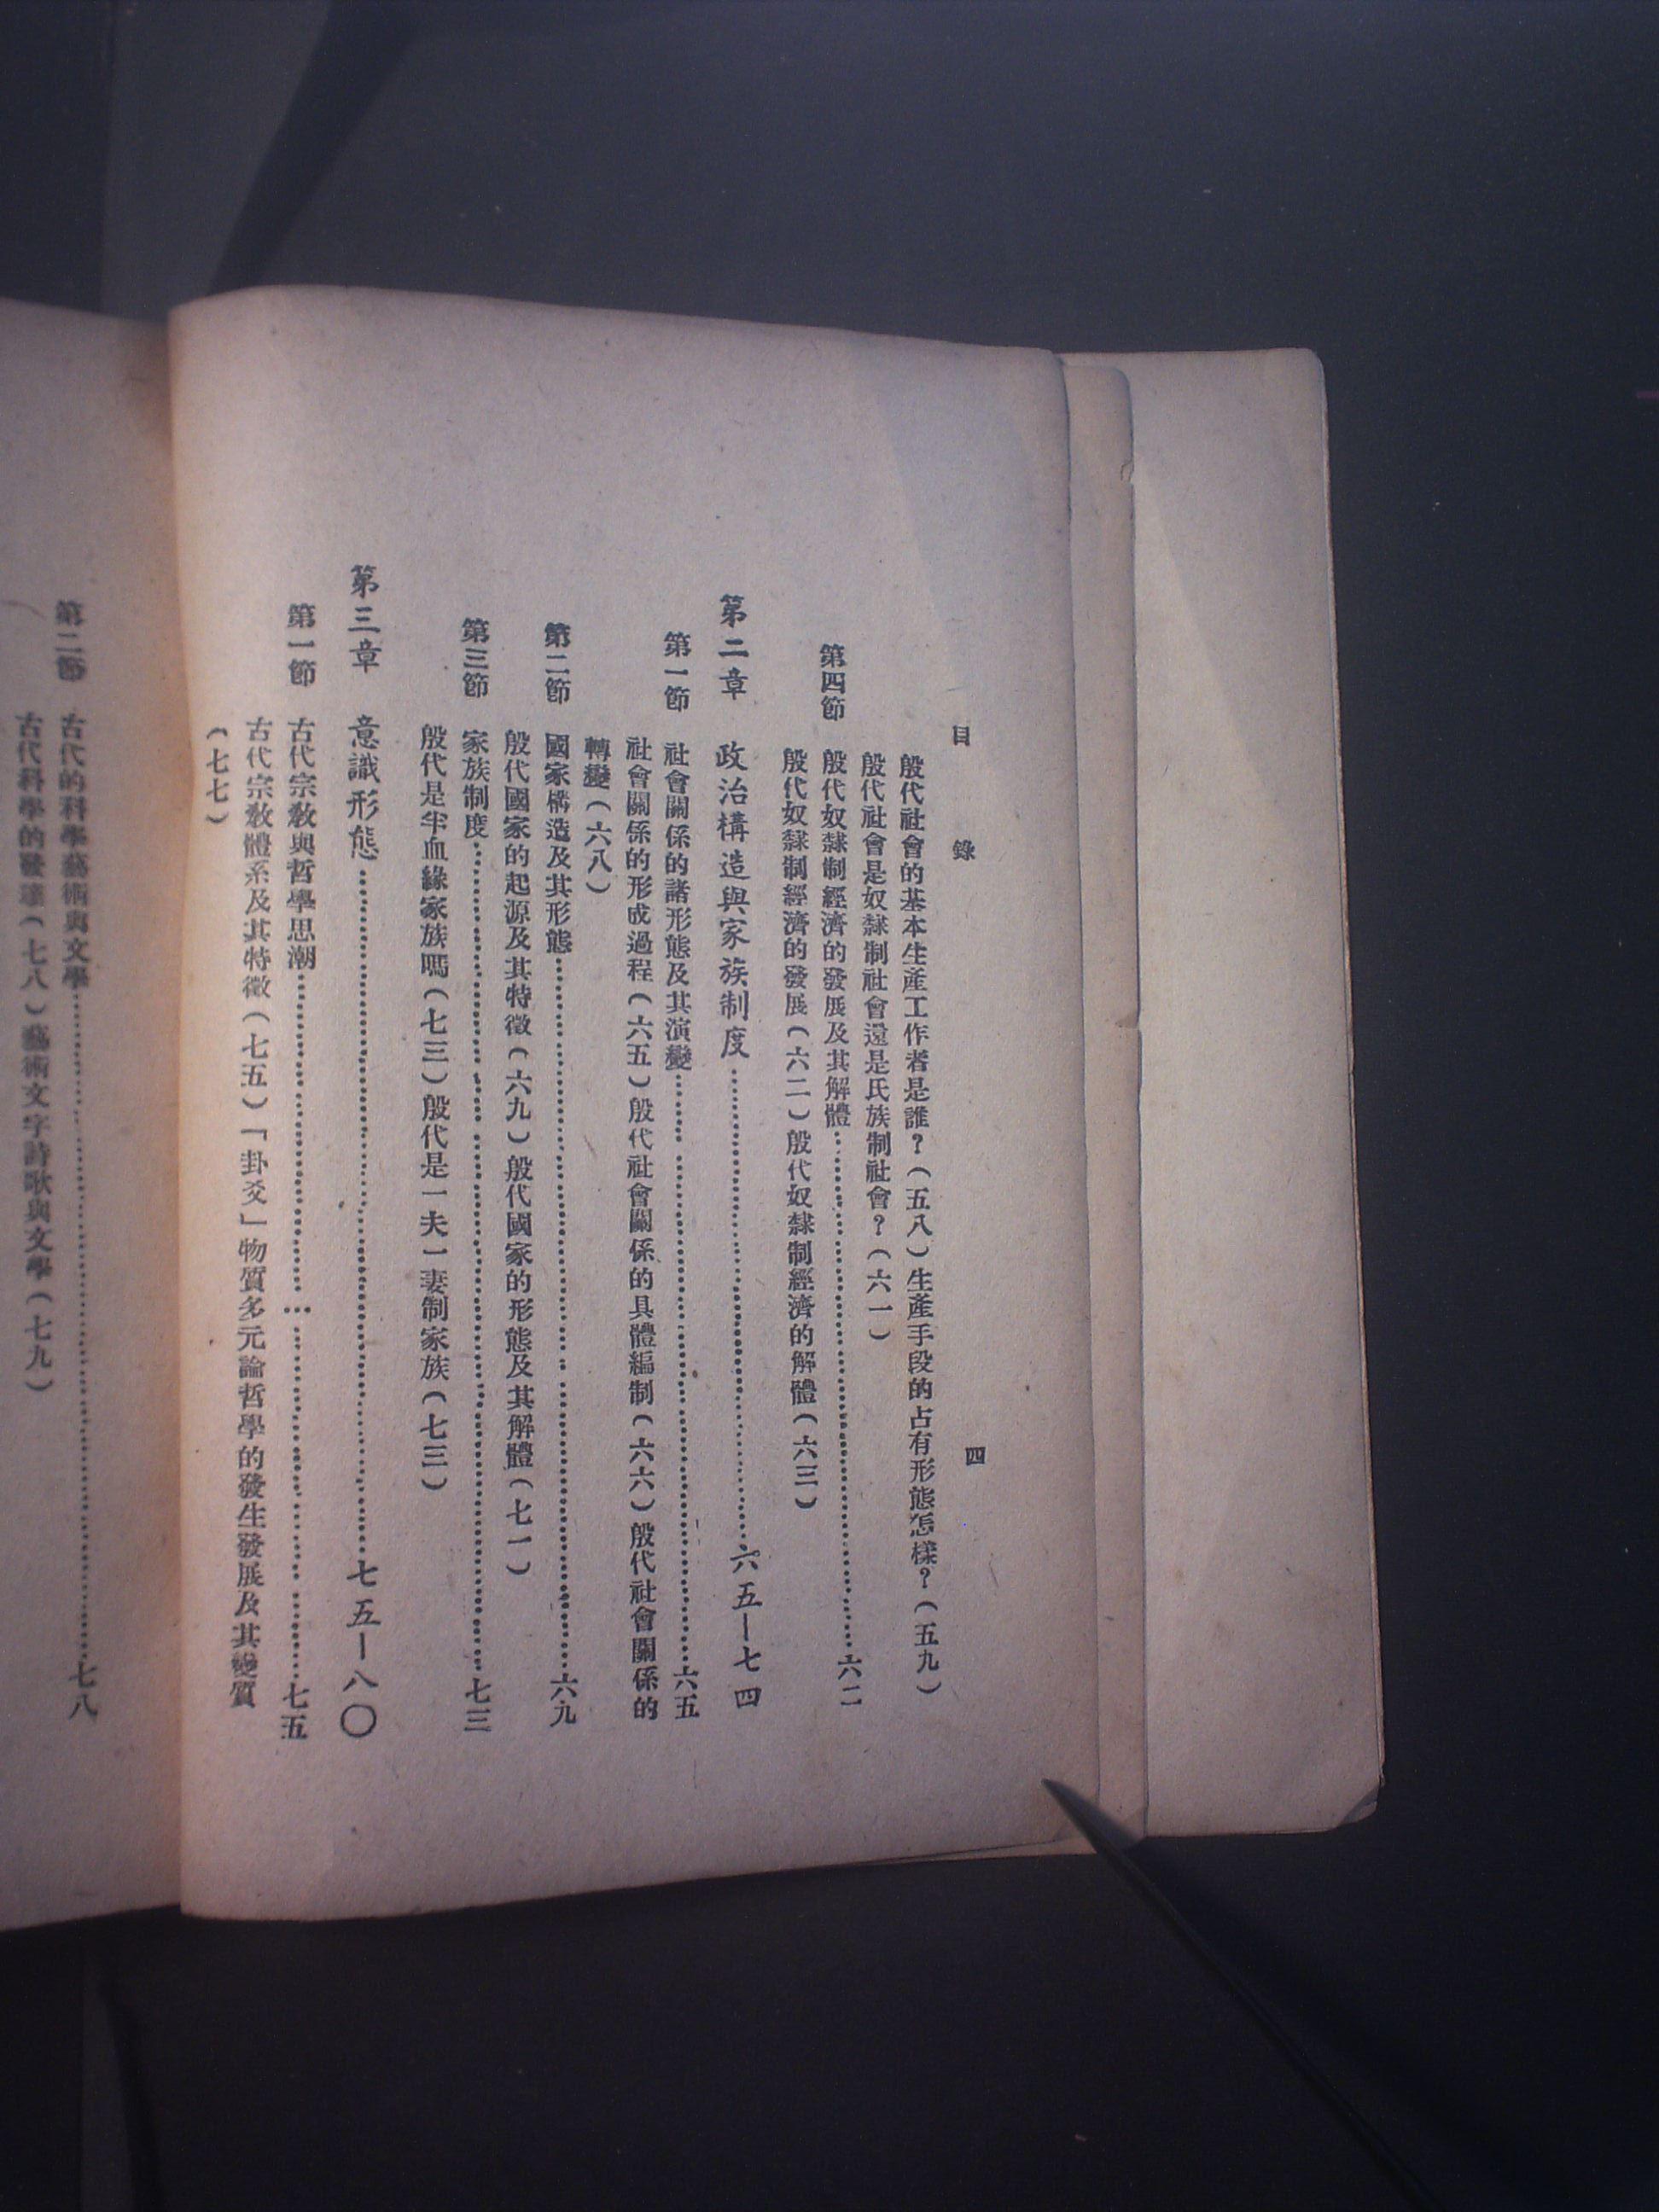 目錄 四
殷代社會的基本生產工作者是誰？（五八）生產手段的占有形態怎樣？（五九）
殷代社會是奴隸制社會還是氏族制社會？（六一）
第四節 殷代奴隸制經濟的發展及其解體……六二
殷代奴隸制經濟的發展（六二）殷代奴隸制經濟的解體（六三）
第二章 政治構造與家族制度……六五—七四
第一節 社會關係的諸形態及其演變……六五
社會關係的形成過程（六五）殷代社會關係的具體編制（六六）殷代社會關係的
轉變（六八）
第二節 國家構造及其形態……六九
殷代國家的起源及其特徵（六九）殷代國家的形態及其解體（七一）
第三節 家族制度……七三
殷代是半血緣家族嗎（七三）殷代是一夫一妻制家族（七三）
第三章 意識形態……七五—八〇
第一節 古代宗教與哲學思潮……七五
古代宗教體系及其特徵（七五）「卦爻」物質多元論哲學的發生發展及其變質
（七七）
第二節 古代的科學藝術與文學……七八
古代科學的發達（七八）藝術文字詩歌與文學（七九）